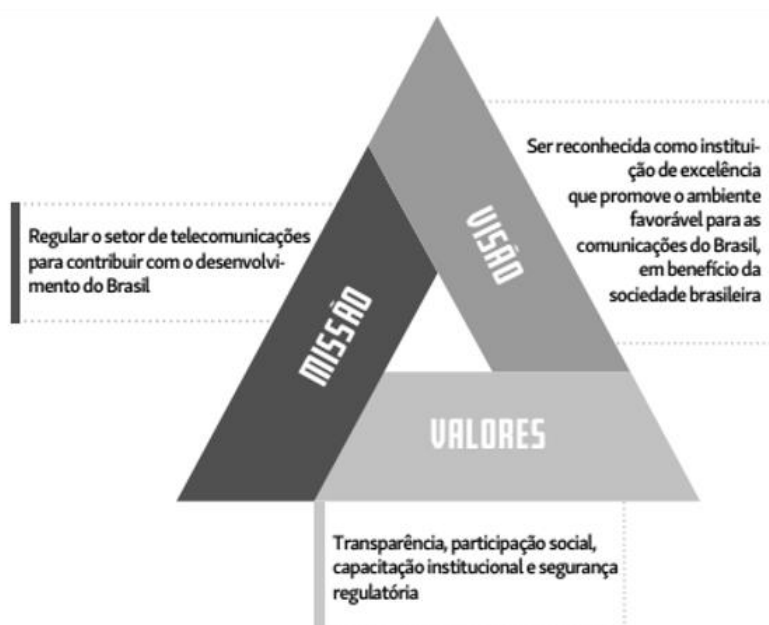 Regular o setor de telecomunicações
para contribuir com o desenvolvi-
mento do Brasil
MISSÃO
VISÃO
Ser reconhecida como institui-
ção de excelência
que promove o ambiente
favorável para as
comunicações do Brasil,
em benefício da
sociedade brasileira
VALORES
Transparência, participação social,
capacitação institucional e segurança
regulatória